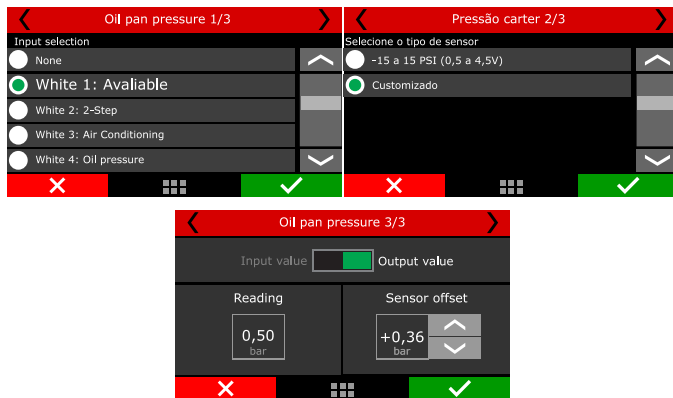 Oil pan pressure 1/3
Input selection
None
White 1: Avaliable
White 2: 2-Step
White 3: Air Conditioning
White 4: Oil pressure
Pressão carter 2/3
Selecione o tipo de sensor
-15 a 15 PSI (0,5 a 4,5V)
Customizado
Oil pan pressure 3/3
Input value Output value
Reading
0,50
bar
Sensor offset
+0,36
bar